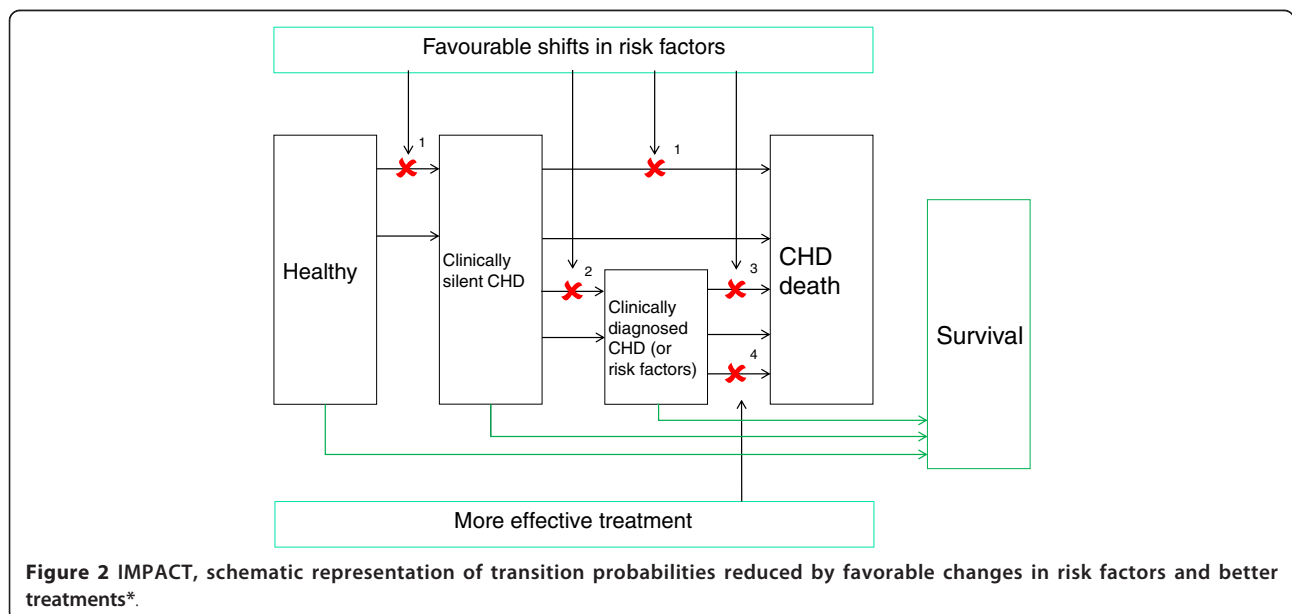 Favourable shifts in risk factors
1
1
Healthy
Clinically
silent CHD
2
3
CHD
death
Clinically
diagnosed
CHD (or
risk factors)
4
Survival
More effective treatment
Figure 2 IMPACT, schematic representation of transition probabilities reduced by favorable changes in risk factors and better
treatments*.